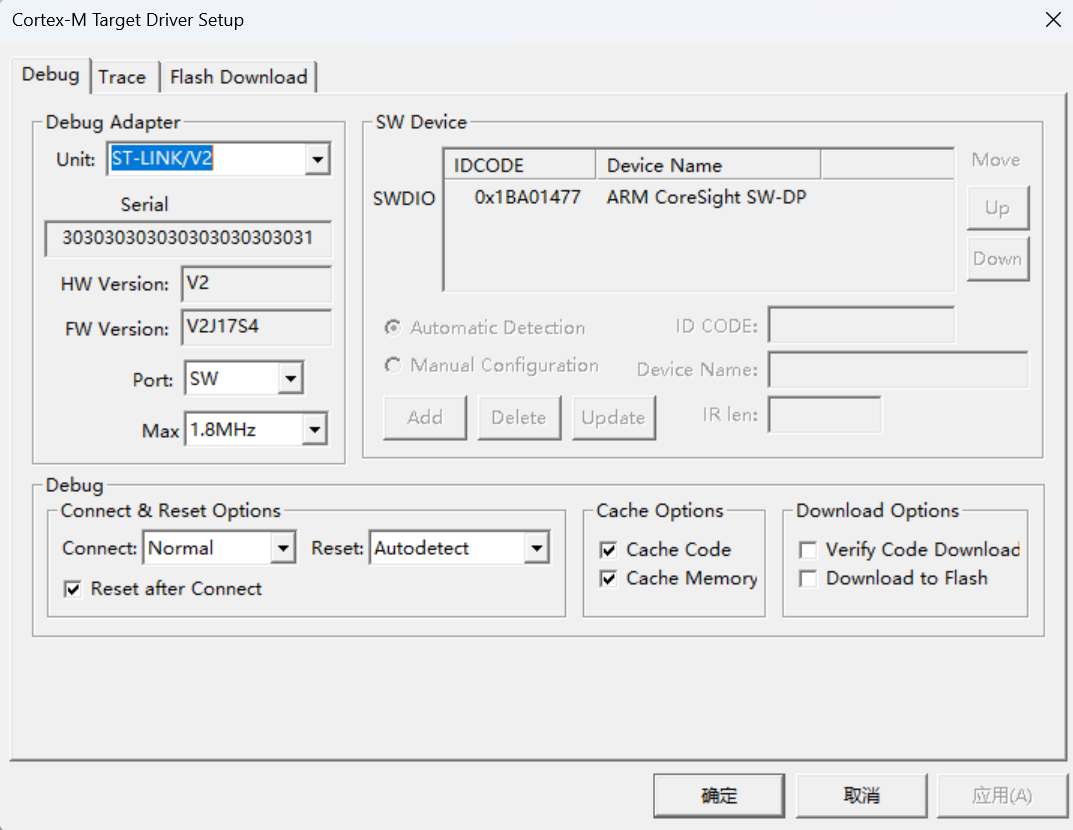 Cortex-M Target Driver Setup
Debug Trace Flash Download
Debug Adapter
Unit: ST-LINK/V2
Serial
303030303030303030303031
HW Version: V2
FW Version: V2J17S4
Port: SW
Max 1.8MHz
SW Device
IDCODE Device Name
SWDIO 0x1BA01477 ARM CoreSight SW-DP
Move
Up
Down
Automatic Detection ID CODE:
Manual Configuration Device Name:
Add Delete Update IR len:
Debug
Connect & Reset Options
Connect: Normal Reset: Autodetect
Reset after Connect
Cache Options
Cache Code
Cache Memory
Download Options
Verify Code Download
Download to Flash
确定 取消 应用(A)